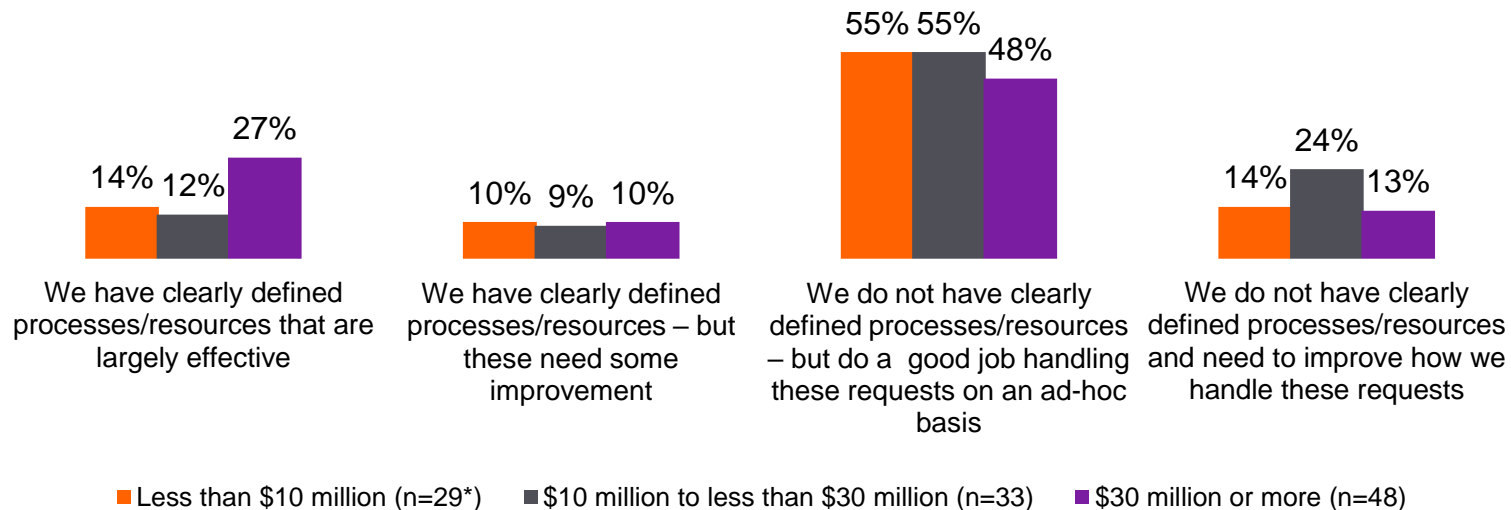 14%
12%
27%
We have clearly defined
processes/resources that are
largely effective
10%
9%
10%
We have clearly defined
processes/resources – but
these need some
improvement
55%
55%
48%
We do not have clearly
defined processes/resources
– but do a  good job handling
these requests on an ad-hoc
basis
14%
24%
13%
We do not have clearly
defined processes/resources
and need to improve how we
handle these requests
Less than $10 million (n=29*)
$10 million to less than $30 million (n=33)
$30 million or more (n=48)